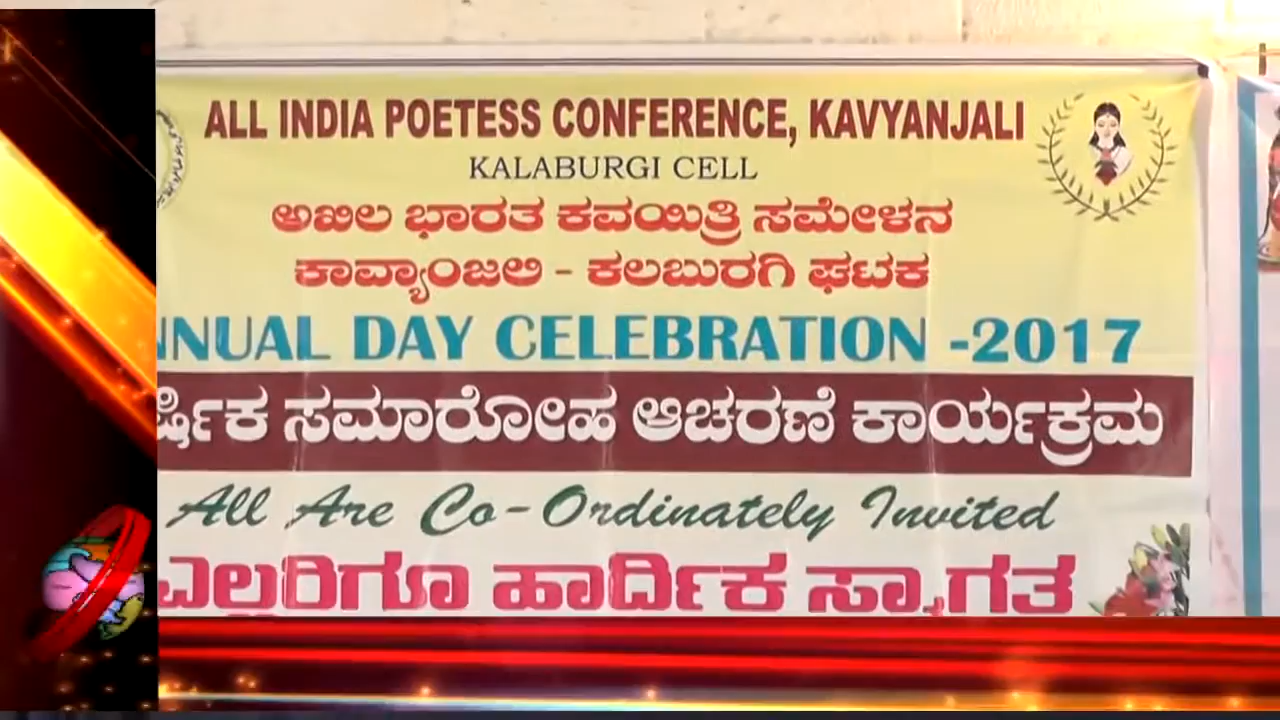 ALL INDIA POETESS CONFERENCE, KAVYANJALI
KALABURGI CELL
ಅಖಿಲ ಭಾರತ ಕವಯಿತ್ರಿ ಸಮೇಳನ
ಕಾವ್ಯಾಂಜಲಿ - ಕಲಬುರಗಿ ಘಟಕ
NNUAL DAY CELEBRATION -2017
ರ್ಷಿಕ ಸಮಾರೋಹ ಆಚರಣೆ ಕಾರ್ಯಕ್ರಮ
All Are Co-Ordinately Invited
ಎಲ್ಲರಿಗೂ ಹಾರ್ದಿಕ ಸ್ವಾಗತ